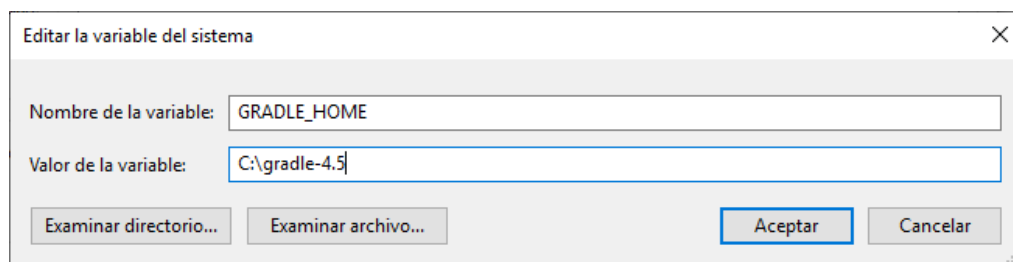 Editar la variable del sistema
Nombre de la variable: GRADLE_HOME
Valor de la variable: C:\gradle-4.5
Examinar directorio... Examinar archivo... Aceptar Cancelar